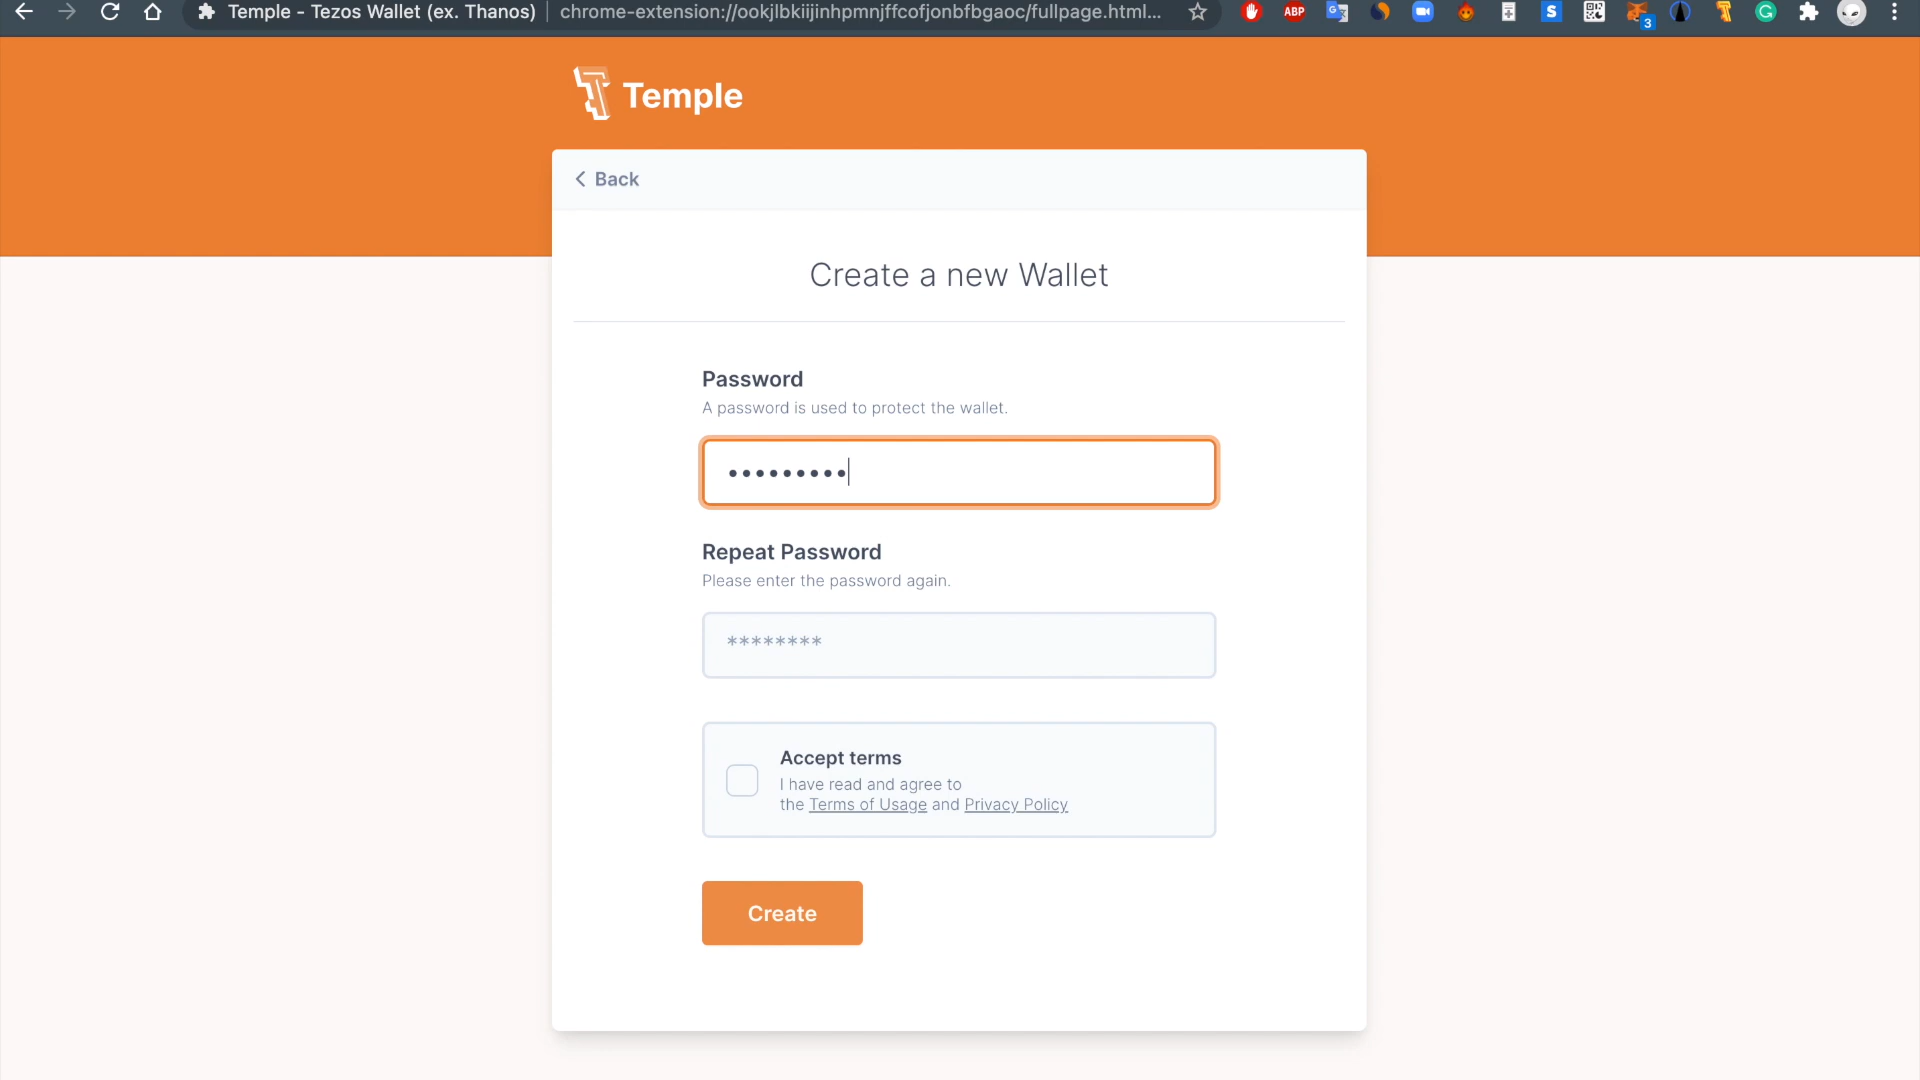 Temple - Tezos Wallet (ex. Thanos) chrome-extension://ookjlbkiijinhpmnjffcofjonbfbgaoc/fullpage.html...
ABP
G
S
3
G
Temple
Back
Create a new Wallet
Password
A password is used to protect the wallet.
•••••••••
Repeat Password
Please enter the password again.
********
Accept terms
I have read and agree to
the Terms of Usage and Privacy Policy
Create